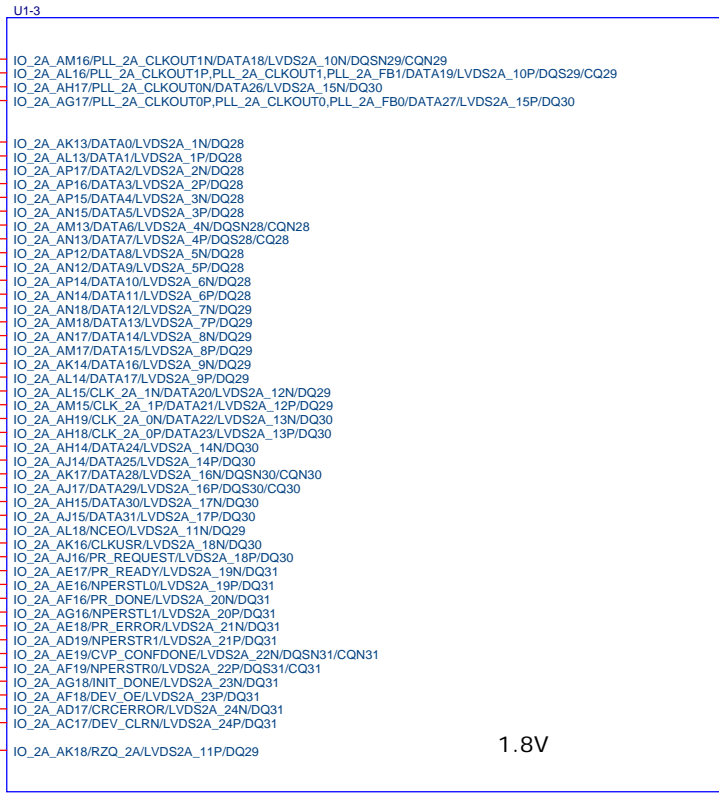 U1-3
IO_2A_AM16/PLL_2A_CLKOUT1N/DATA18/LVDS2A_10N/DQSN29/CQN29
IO_2A_AL16/PLL_2A_CLKOUT1P,PLL_2A_CLKOUT1,PLL_2A_FB1/DATA19/LVDS2A_10P/DQS29/CQ29
IO_2A_AH17/PLL_2A_CLKOUT0N/DATA26/LVDS2A_15N/DQ30
IO_2A_AG17/PLL_2A_CLKOUT0P,PLL_2A_CLKOUT0,PLL_2A_FB0/DATA27/LVDS2A_15P/DQ30
IO_2A_AK13/DATA0/LVDS2A_1N/DQ28
IO_2A_AL13/DATA1/LVDS2A_1P/DQ28
IO_2A_AP17/DATA2/LVDS2A_2N/DQ28
IO_2A_AP16/DATA3/LVDS2A_2P/DQ28
IO_2A_AP15/DATA4/LVDS2A_3N/DQ28
IO_2A_AN15/DATA5/LVDS2A_3P/DQ28
IO_2A_AM13/DATA6/LVDS2A_4N/DQSN28/CQN28
IO_2A_AN13/DATA7/LVDS2A_4P/DQS28/CQ28
IO_2A_AP12/DATA8/LVDS2A_5N/DQ28
IO_2A_AN12/DATA9/LVDS2A_5P/DQ28
IO_2A_AP14/DATA10/LVDS2A_6N/DQ28
IO_2A_AN14/DATA11/LVDS2A_6P/DQ28
IO_2A_AN18/DATA12/LVDS2A_7N/DQ29
IO_2A_AM18/DATA13/LVDS2A_7P/DQ29
IO_2A_AN17/DATA14/LVDS2A_8N/DQ29
IO_2A_AM17/DATA15/LVDS2A_8P/DQ29
IO_2A_AK14/DATA16/LVDS2A_9N/DQ29
IO_2A_AL14/DATA17/LVDS2A_9P/DQ29
IO_2A_AL15/CLK_2A_1N/DATA20/LVDS2A_12N/DQ29
IO_2A_AM15/CLK_2A_1P/DATA21/LVDS2A_12P/DQ29
IO_2A_AH19/CLK_2A_0N/DATA22/LVDS2A_13N/DQ30
IO_2A_AH18/CLK_2A_0P/DATA23/LVDS2A_13P/DQ30
IO_2A_AH14/DATA24/LVDS2A_14N/DQ30
IO_2A_AJ14/DATA25/LVDS2A_14P/DQ30
IO_2A_AK17/DATA28/LVDS2A_16N/DQSN30/CQN30
IO_2A_AJ17/DATA29/LVDS2A_16P/DQS30/CQ30
IO_2A_AH15/DATA30/LVDS2A_17N/DQ30
IO_2A_AJ15/DATA31/LVDS2A_17P/DQ30
IO_2A_AL18/NCEO/LVDS2A_11N/DQ29
IO_2A_AK16/CLKUSR/LVDS2A_18N/DQ30
IO_2A_AJ16/PR_REQUEST/LVDS2A_18P/DQ30
IO_2A_AE17/PR_READY/LVDS2A_19N/DQ31
IO_2A_AE16/NPERSTL0/LVDS2A_19P/DQ31
IO_2A_AF16/PR_DONE/LVDS2A_20N/DQ31
IO_2A_AG16/NPERSTL1/LVDS2A_20P/DQ31
IO_2A_AE18/PR_ERROR/LVDS2A_21N/DQ31
IO_2A_AD19/NPERSTR1/LVDS2A_21P/DQ31
IO_2A_AE19/CVP_CONFDONE/LVDS2A_22N/DQSN31/CQN31
IO_2A_AF19/NPERSTR0/LVDS2A_22P/DQS31/CQ31
IO_2A_AG18/INIT_DONE/LVDS2A_23N/DQ31
IO_2A_AF18/DEV_OE/LVDS2A_23P/DQ31
IO_2A_AD17/CRCERROR/LVDS2A_24N/DQ31
IO_2A_AC17/DEV_CLRN/LVDS2A_24P/DQ31
IO_2A_AK18/RZQ_2A/LVDS2A_11P/DQ29
1.8V